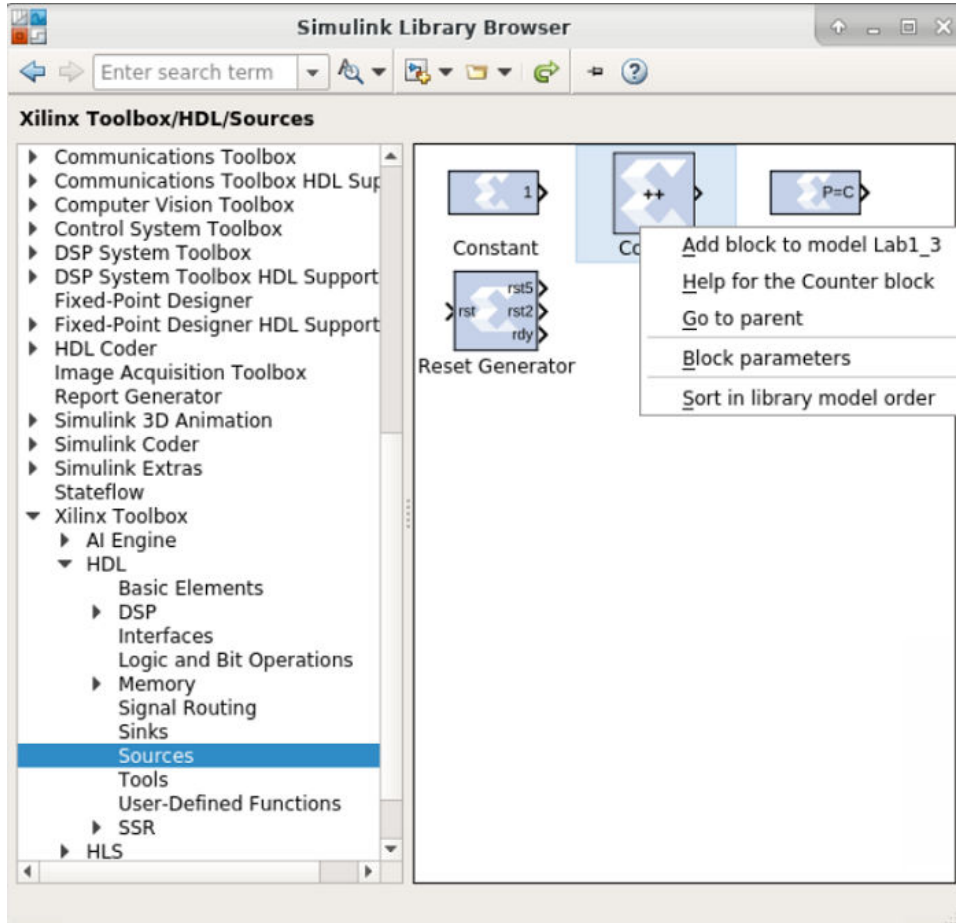 Simulink Library Browser
Enter search term
Xilinx Toolbox/HDL/Sources
Communications Toolbox
Communications Toolbox HDL Sup
Computer Vision Toolbox
Control System Toolbox
DSP System Toolbox
DSP System Toolbox HDL Support
Fixed-Point Designer
Fixed-Point Designer HDL Support
HDL Coder
Image Acquisition Toolbox
Report Generator
Simulink 3D Animation
Simulink Coder
Simulink Extras
Stateflow
Xilinx Toolbox
AI Engine
HDL
Basic Elements
DSP
Interfaces
Logic and Bit Operations
Memory
Signal Routing
Sinks
Sources
Tools
User-Defined Functions
SSR
HLS
1
++
P=C
Constant
Co
rst
rst5
rst2
rdy
Reset Generator
Add block to model Lab1_3
Help for the Counter block
Go to parent
Block parameters
Sort in library model order